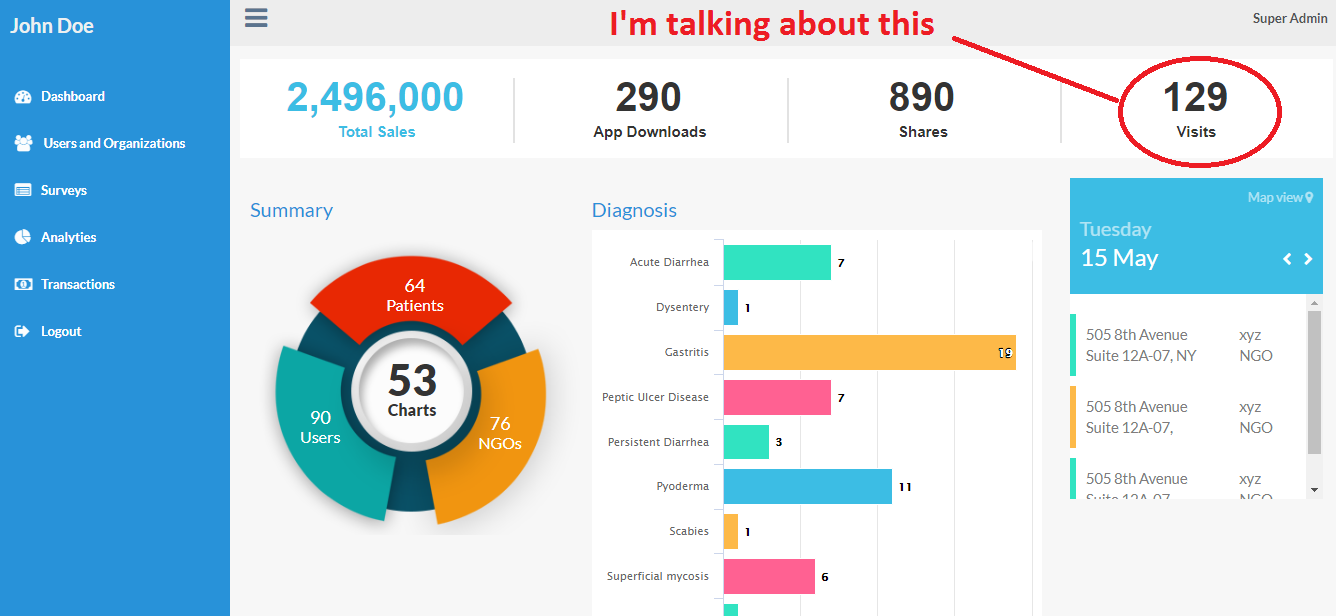 John Doe
I'm talking about this
Super Admin
Dashboard
Users and Organizations
Surveys
Analyties
Transactions
Logout
2,496,000
Total Sales
290
App Downloads
890
Shares
129
Visits
Summary
64
Patients
53
Charts
90
Users
76
NGOs
Diagnosis
Acute Diarrhea 7
Dysentery 1
Gastritis 19
Peptic Ulcer Disease 7
Persistent Diarrhea 3
Pyoderma 11
Scabies 1
Superficial mycosis 6
Map view
Tuesday
15 May
505 8th Avenue xyz
Suite 12A-07, NY NGO
505 8th Avenue xyz
Suite 12A-07, NGO
505 8th Avenue xyz
Suite 12A-07 NGO